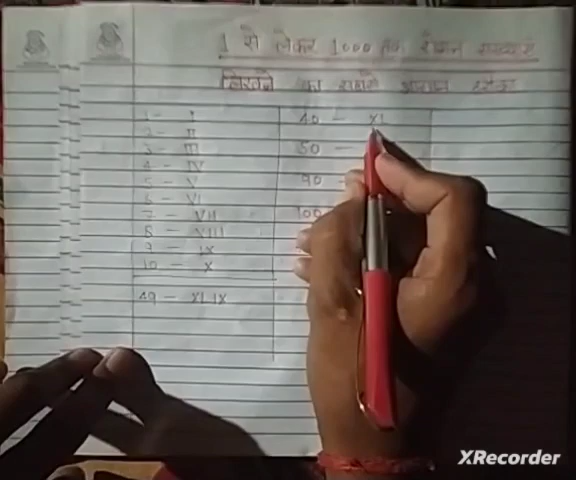 1 से लेकर 1000 तक रोमन संख्याएं
लिखने का सबसे आसान तरीका
1 - I
2 - II
3 - III
4 - IV
5 - V
6 - VI
7 - VII
8 - VIII
9 - IX
10 - X
49 - XLIX
40 - XL
50 -
90 -
100
XRecorder